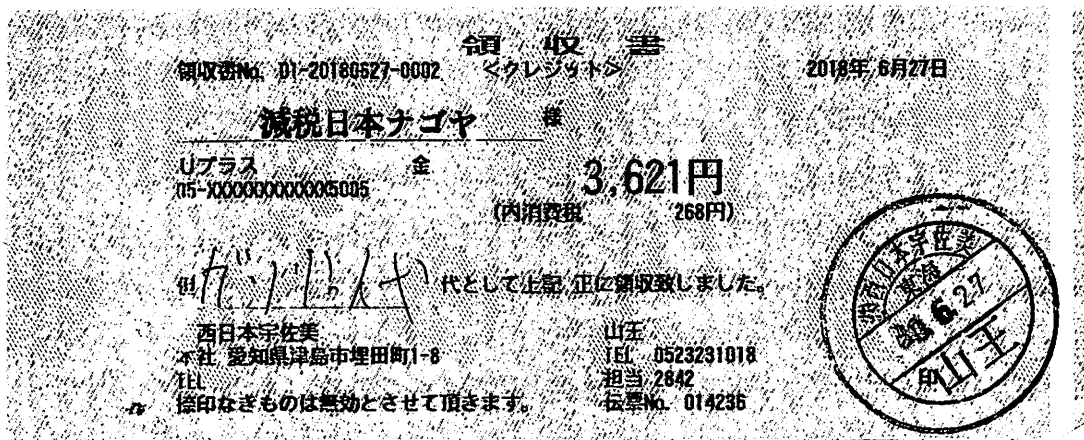 領収書
領収書No. 01-20180627-0002 <クレジット> 2018年 6月27日
減税日本ナゴヤ 様
Uプラス 金 3,621円
05-XXXXXXXXXXXX5005
(内消費税 268円)
但 ガソリン 代として上記 正に領収致しました。
西日本宇佐美 山王
本社 愛知県津島市埋田町1-8 TEL 0523231018
TEL 担当 2842
捺印なきものは無効とさせて頂きます。 伝票No. 014236
㈱西日本宇佐美
東海
30.6.27
山王
印